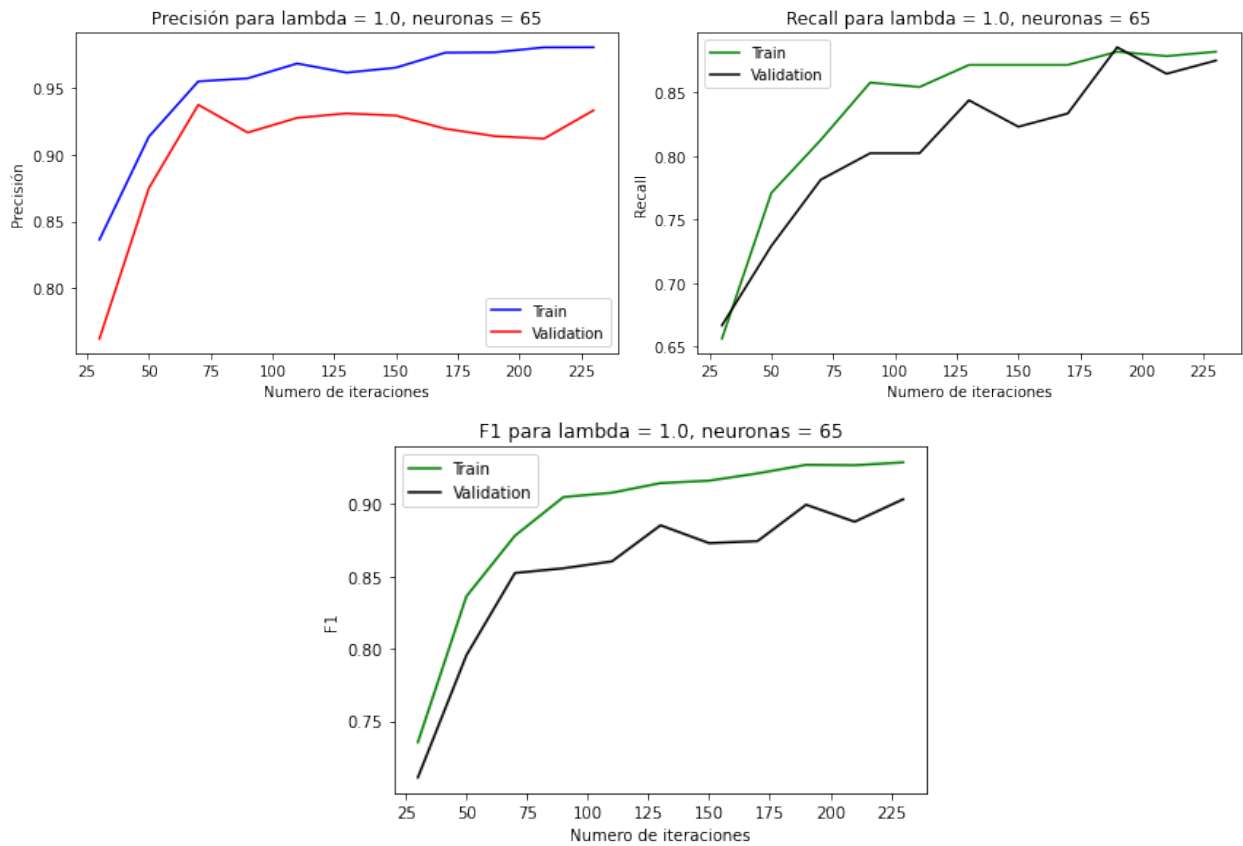 Precisión para lambda = 1.0, neuronas = 65
Precisión
0.95
0.90
0.85
0.80
Train
Validation
25 50 75 100 125 150 175 200 225
Numero de iteraciones
Recall para lambda = 1.0, neuronas = 65
Train
Validation
Recall
0.85
0.80
0.75
0.70
0.65
25 50 75 100 125 150 175 200 225
Numero de iteraciones
F1 para lambda = 1.0, neuronas = 65
Train
Validation
F1
0.90
0.85
0.80
0.75
25 50 75 100 125 150 175 200 225
Numero de iteraciones